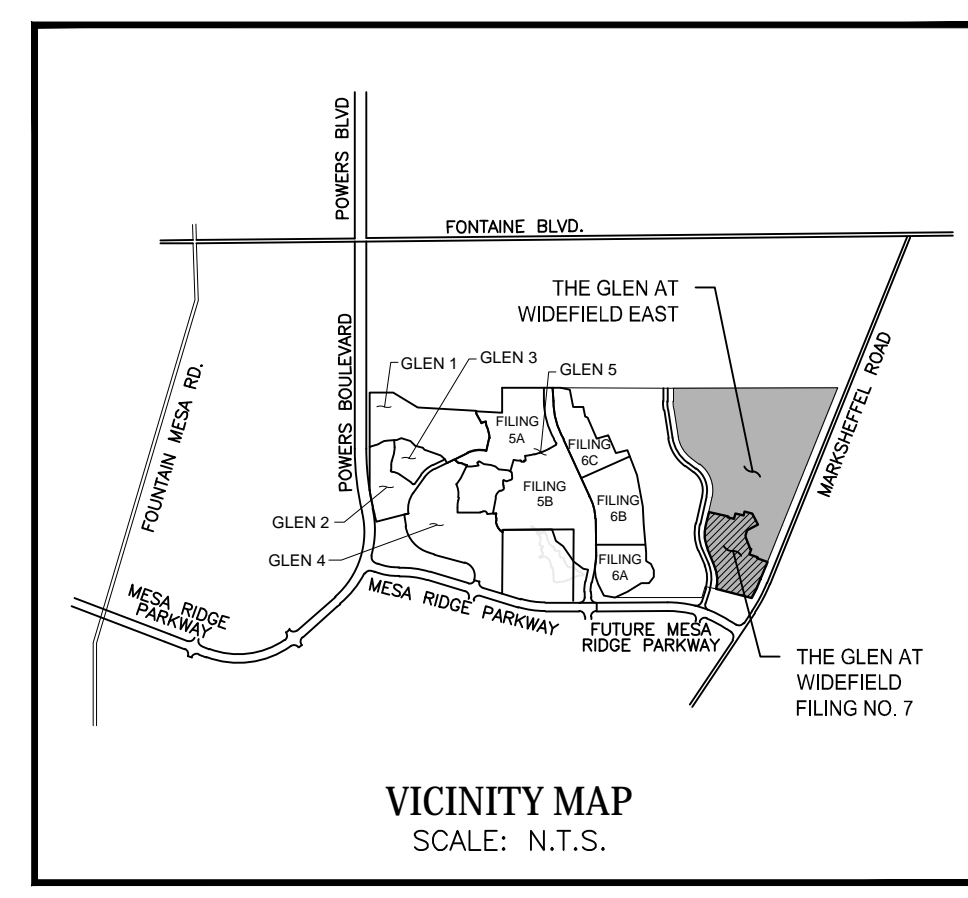 POWERS BLVD
FONTAINE BLVD.
THE GLEN AT
WIDEFIELD EAST
MARKSHEFFEL ROAD
POWERS BOULEVARD
FOUNTAIN MESA RD.
GLEN 1
GLEN 3
GLEN 5
FILING
5A
FILING
6C
FILING
5B
FILING
6B
GLEN 2
GLEN 4
FILING
6A
MESA RIDGE
PARKWAY
MESA RIDGE PARKWAY
FUTURE MESA
RIDGE PARKWAY
THE GLEN AT
WIDEFIELD
FILING NO. 7
VICINITY MAP
SCALE: N.T.S.